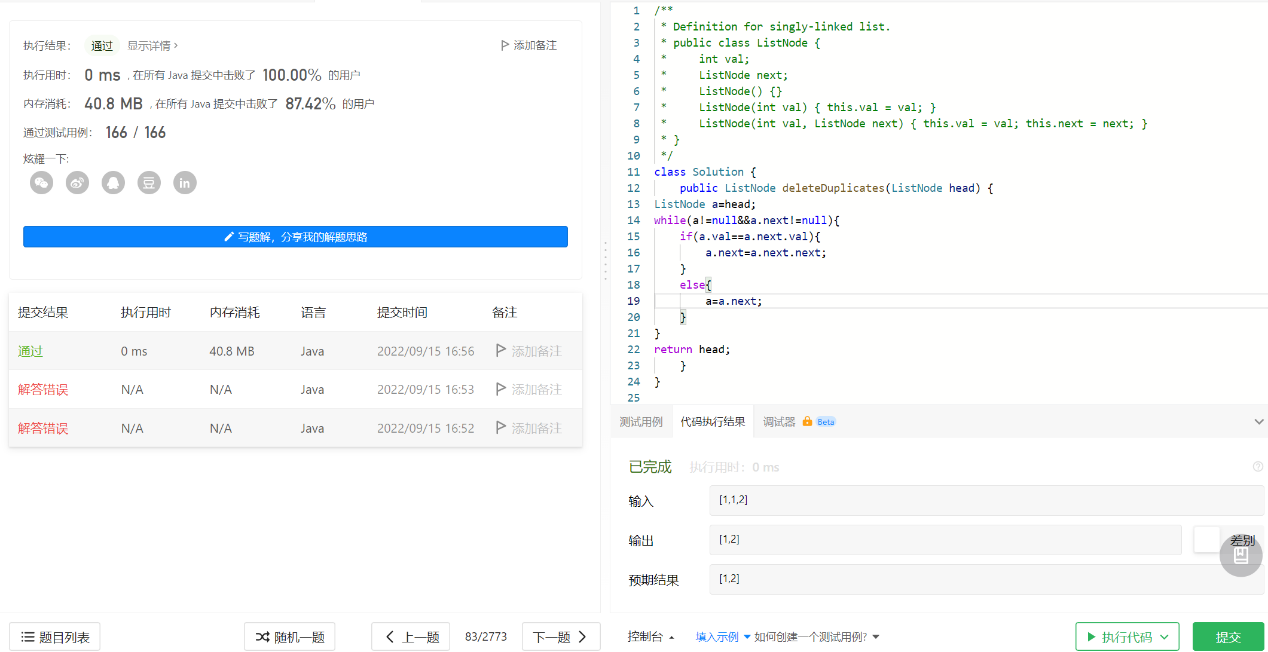 执行结果： 通过 显示详情 > 添加备注
执行用时： 0 ms , 在所有 Java 提交中击败了 100.00% 的用户
内存消耗： 40.8 MB , 在所有 Java 提交中击败了 87.42% 的用户
通过测试用例： 166 / 166
炫耀一下:
写题解，分享我的解题思路
提交结果 执行用时 内存消耗 语言 提交时间 备注
通过 0 ms 40.8 MB Java 2022/09/15 16:56 添加备注
解答错误 N/A N/A Java 2022/09/15 16:53 添加备注
解答错误 N/A N/A Java 2022/09/15 16:52 添加备注
题目列表 随机一题 上一题 83/2773 下一题
1 /**
2 * Definition for singly-linked list.
3 * public class ListNode {
4 * int val;
5 * ListNode next;
6 * ListNode() {}
7 * ListNode(int val) { this.val = val; }
8 * ListNode(int val, ListNode next) { this.val = val; this.next = next; }
9 * }
10 */
11 class Solution {
12 public ListNode deleteDuplicates(ListNode head) {
13 ListNode a=head;
14 while(a!=null&&a.next!=null){
15 if(a.val==a.next.val){
16 a.next=a.next.next;
17 }
18 else{
19 a=a.next;
20 }
21 }
22 return head;
23 }
24 }
25
测试用例 代码执行结果 调试器 Beta
已完成 执行用时：0 ms
输入 [1,1,2]
输出 [1,2] 差别
预期结果 [1,2]
控制台 填入示例 如何创建一个测试用例? 执行代码 提交